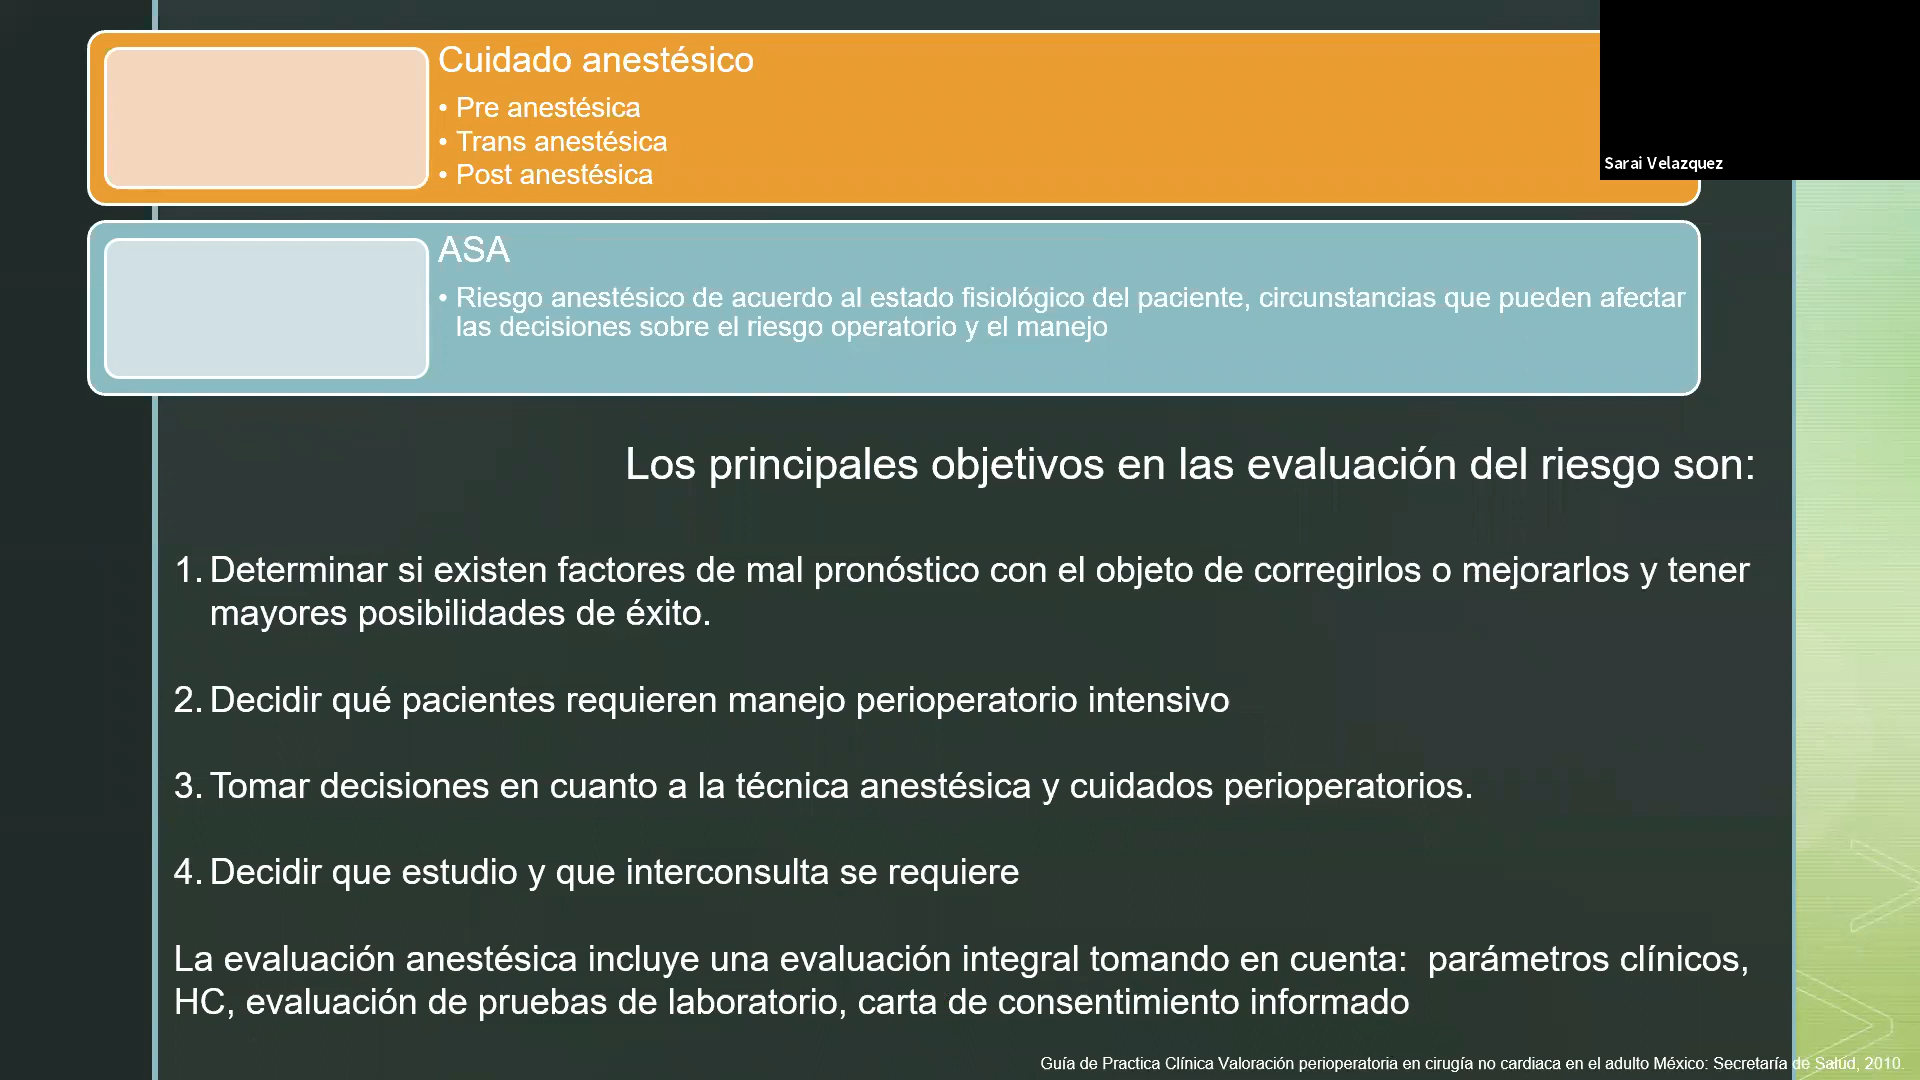 Cuidado anestésico
• Pre anestésica
• Trans anestésica
• Post anestésica
Sarai Velazquez
ASA
• Riesgo anestésico de acuerdo al estado fisiológico del paciente, circunstancias que pueden afectar
las decisiones sobre el riesgo operatorio y el manejo
Los principales objetivos en las evaluación del riesgo son:
1. Determinar si existen factores de mal pronóstico con el objeto de corregirlos o mejorarlos y tener
mayores posibilidades de éxito.
2. Decidir qué pacientes requieren manejo perioperatorio intensivo
3. Tomar decisiones en cuanto a la técnica anestésica y cuidados perioperatorios.
4. Decidir que estudio y que interconsulta se requiere
La evaluación anestésica incluye una evaluación integral tomando en cuenta:  parámetros clínicos,
HC, evaluación de pruebas de laboratorio, carta de consentimiento informado
Guía de Practica Clínica Valoración perioperatoria en cirugía no cardiaca en el adulto México: Secretaría de Salud, 2010.